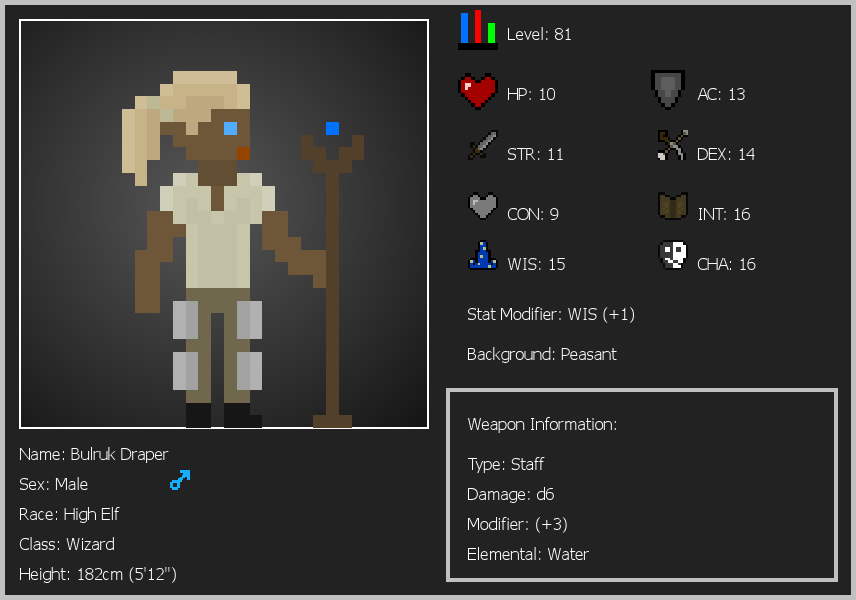 Level: 81
HP: 10
AC: 13
STR: 11
DEX: 14
CON: 9
INT: 16
WIS: 15
CHA: 16
Stat Modifier: WIS (+1)
Background: Peasant
Weapon Information:
Type: Staff
Damage: d6
Modifier: (+3)
Elemental: Water
Name: Bulruk Draper
Sex: Male
Race: High Elf
Class: Wizard
Height: 182cm (5'12")